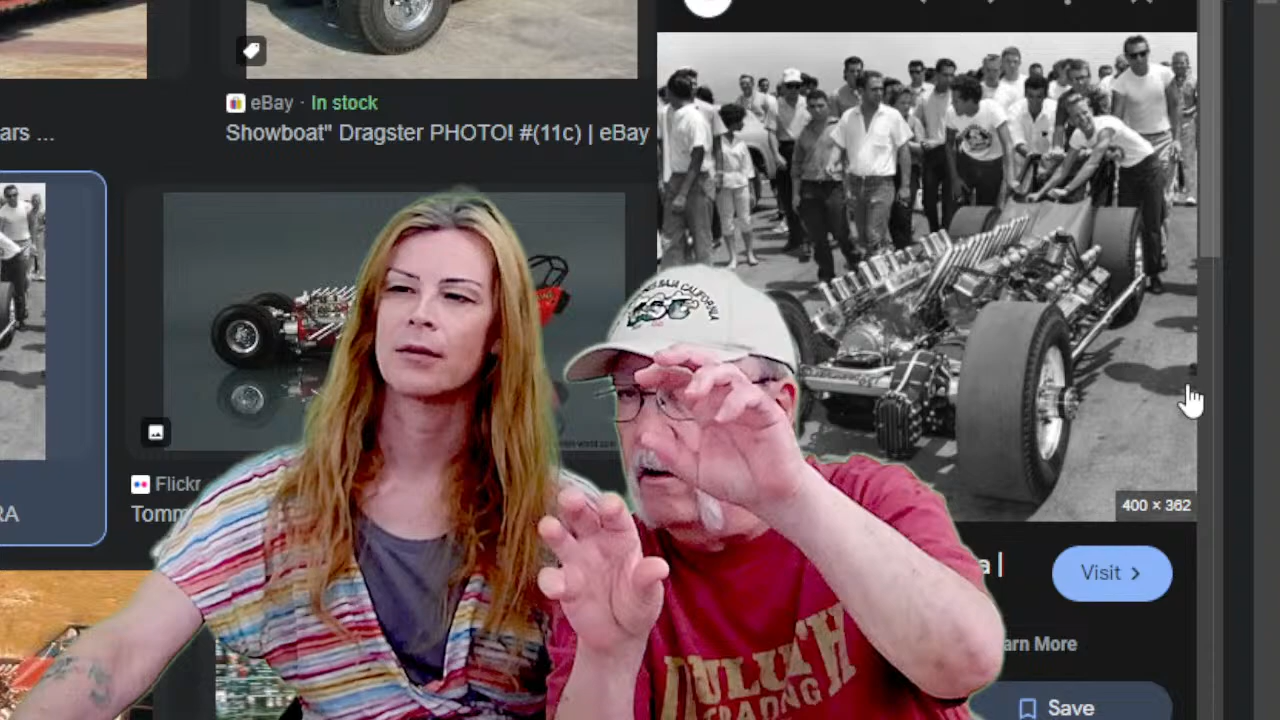 eBay · In stock
ars ...
Showboat" Dragster PHOTO! #(11c) | eBay
BAJA CALIFORNIA
400 × 362
Flickr
RA
Tomm
a |
Visit >
arn More
DULUTH
TRADING
Save